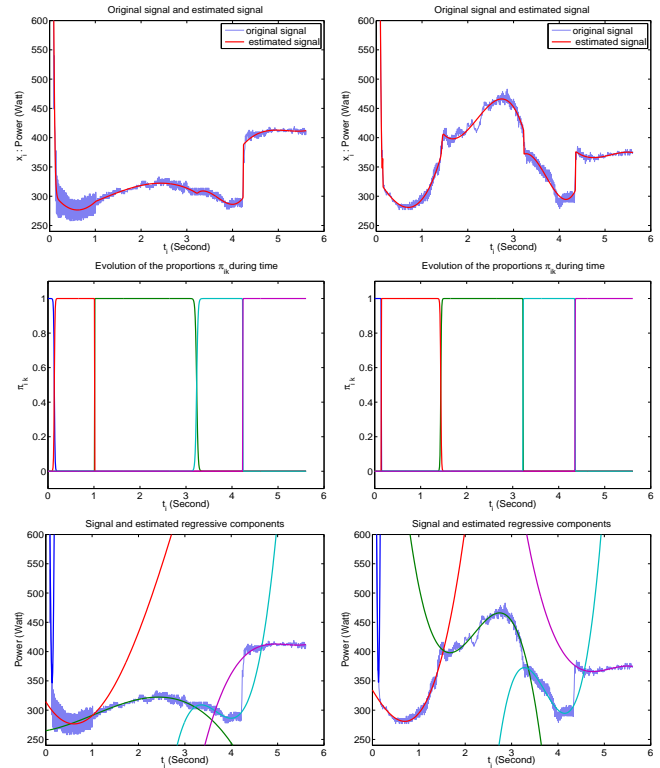 Original signal and estimated signal
600
550
500
450
400
350
300
250
x_i : Power (Watt)
original signal
estimated signal
0 1 2 3 4 5 6
t_i (Second)
Original signal and estimated signal
600
550
500
450
400
350
300
250
x_i : Power (Watt)
original signal
estimated signal
0 1 2 3 4 5 6
t_i (Second)
Evolution of the proportions π_ik during time
1
0.8
0.6
0.4
0.2
0
π_ik
0 1 2 3 4 5 6
t_i (Second)
Evolution of the proportions π_ik during time
1
0.8
0.6
0.4
0.2
0
π_ik
0 1 2 3 4 5 6
t_i (Second)
Signal and estimated regressive components
600
550
500
450
400
350
300
250
Power (Watt)
0 1 2 3 4 5 6
t_i (Second)
Signal and estimated regressive components
600
550
500
450
400
350
300
250
Power (Watt)
0 1 2 3 4 5 6
t_i (Second)